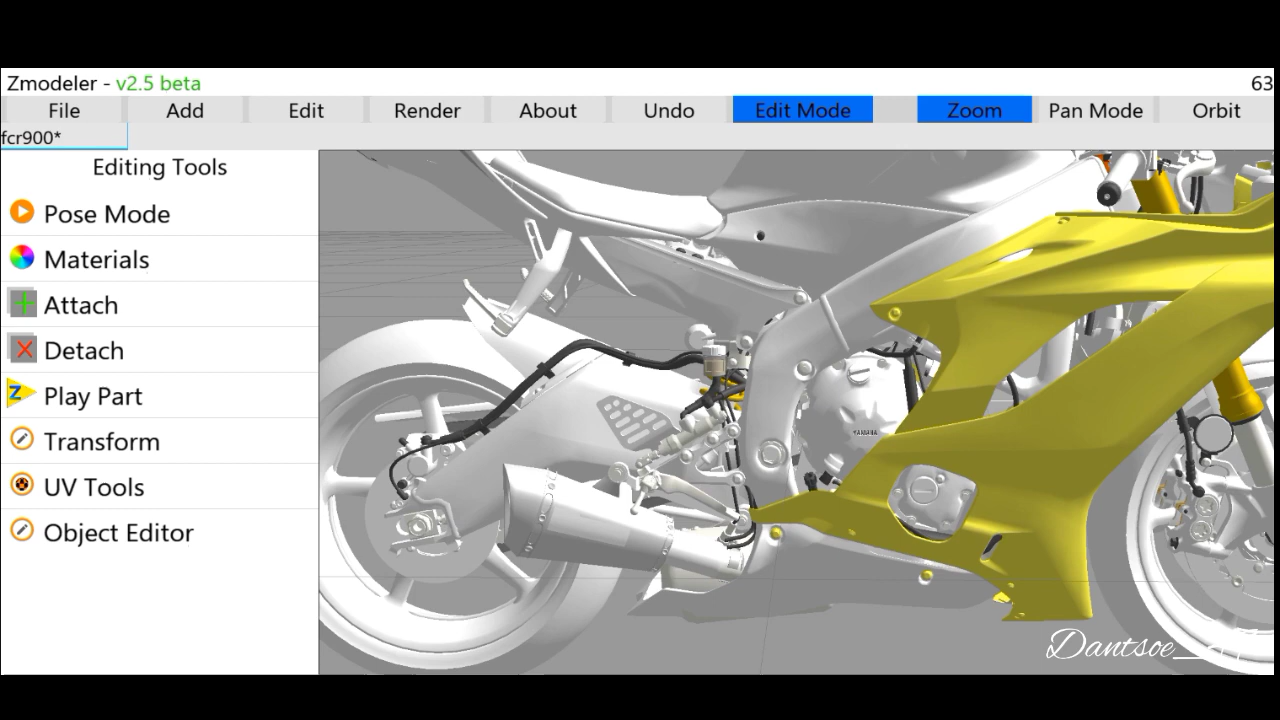 Zmodeler - v2.5 beta
63
File Add Edit Render About Undo Edit Mode Zoom Pan Mode Orbit
fcr900*
Editing Tools
Pose Mode
Materials
Attach
Detach
Play Part
Transform
UV Tools
Object Editor
YAMAHA